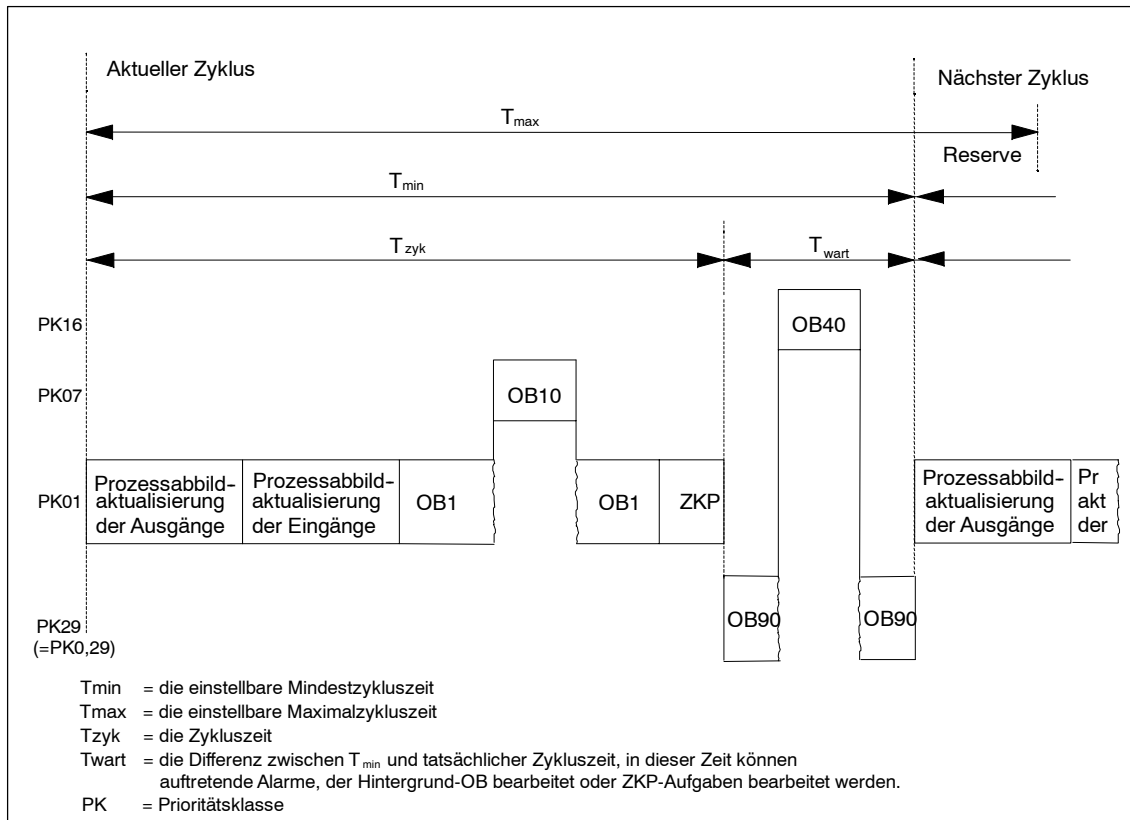 Aktueller Zyklus
Nächster Zyklus
Tmax
Reserve
Tmin
Tzyk
Twart
PK16
OB40
PK07
OB10
PK01
Prozessabbild-
aktualisierung
der Ausgänge
Prozessabbild-
aktualisierung
der Eingänge
OB1
OB1
ZKP
Prozessabbild-
aktualisierung
der Ausgänge
Pr
akt
der
PK29
(=PK0,29)
OB90
OB90
Tmin = die einstellbare Mindestzykluszeit
Tmax = die einstellbare Maximalzykluszeit
Tzyk = die Zykluszeit
Twart = die Differenz zwischen Tmin und tatsächlicher Zykluszeit, in dieser Zeit können
auftretende Alarme, der Hintergrund-OB bearbeitet oder ZKP-Aufgaben bearbeitet werden.
PK = Prioritätsklasse